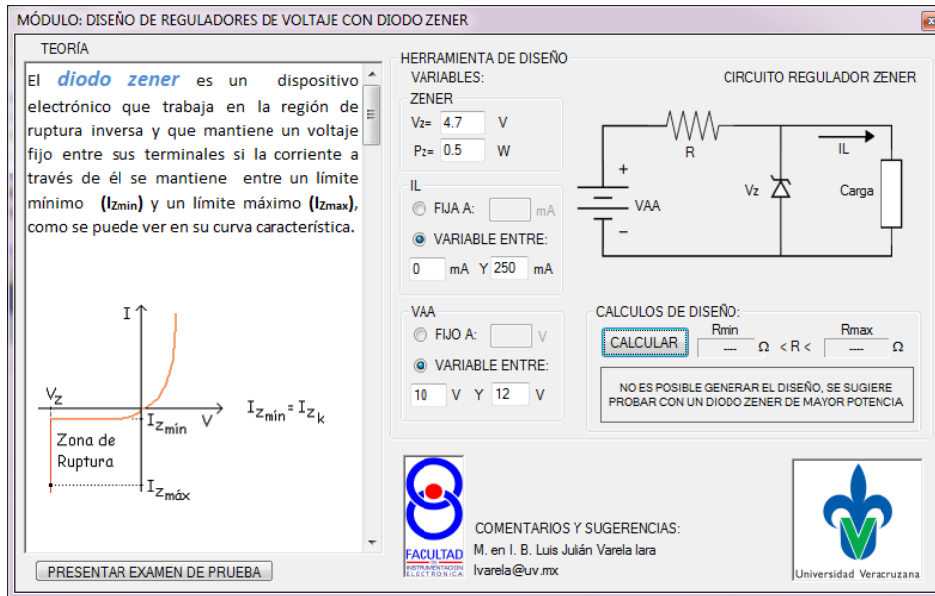 MÓDULO: DISEÑO DE REGULADORES DE VOLTAJE CON DIODO ZENER
TEORÍA
El diodo zener es un dispositivo
electrónico que trabaja en la región de
ruptura inversa y que mantiene un voltaje
fijo entre sus terminales si la corriente a
través de él se mantiene entre un límite
mínimo (Izmin) y un límite máximo (Izmax),
como se puede ver en su curva característica.
I
Vz
V
Izmín
Izmín = Izk
Zona de
Ruptura
Izmáx
PRESENTAR EXAMEN DE PRUEBA
HERRAMIENTA DE DISEÑO
VARIABLES:
ZENER
Vz= 4.7 V
Pz= 0.5 W
IL
FIJA A: mA
VARIABLE ENTRE:
0 mA Y 250 mA
VAA
FIJO A: V
VARIABLE ENTRE:
10 V Y 12 V
CIRCUITO REGULADOR ZENER
R
IL
+
VAA
−
Vz
Carga
CALCULOS DE DISEÑO:
Rmin Rmax
CALCULAR ---- Ω < R < ---- Ω
NO ES POSIBLE GENERAR EL DISEÑO, SE SUGIERE
PROBAR CON UN DIODO ZENER DE MAYOR POTENCIA
FACULTAD
DE
INSTRUMENTACION
ELECTRONICA
COMENTARIOS Y SUGERENCIAS:
M. en I. B. Luis Julián Varela lara
lvarela@uv.mx
Universidad Veracruzana